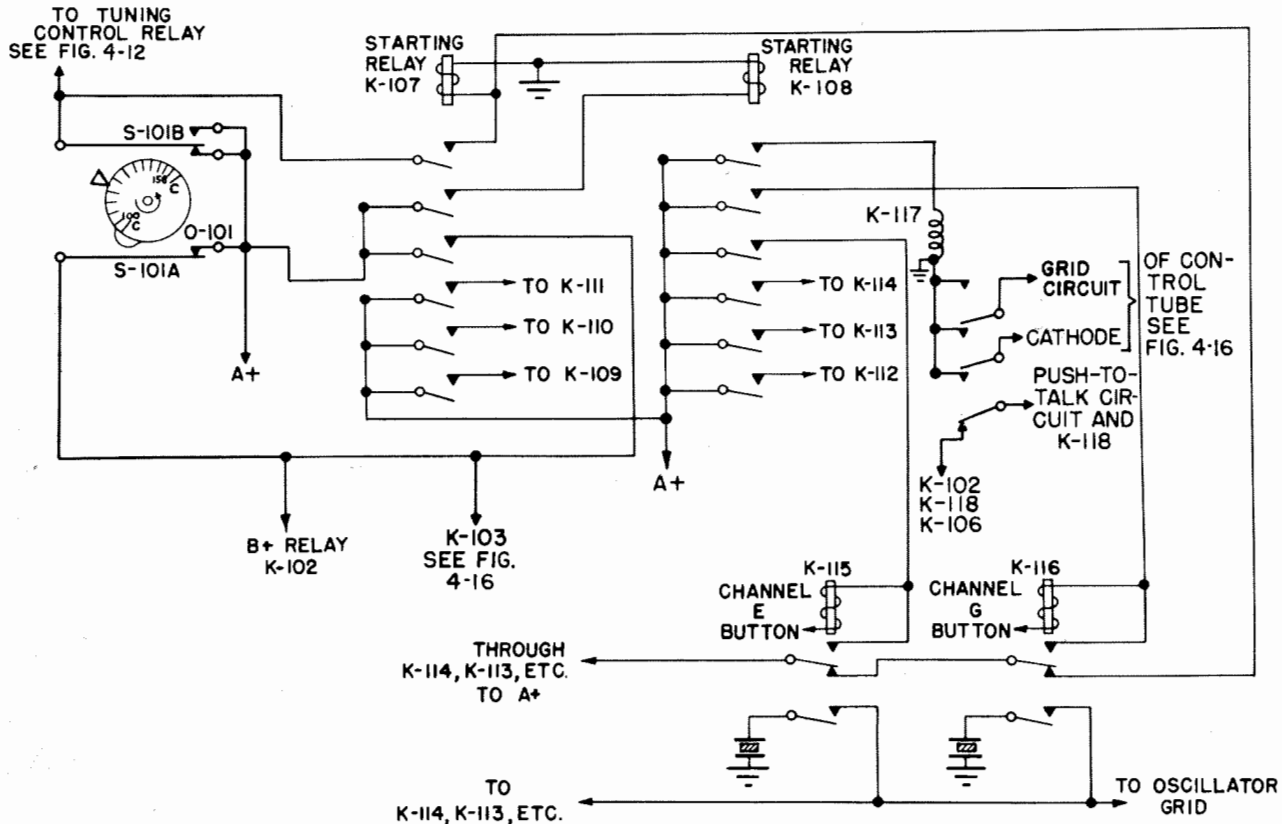 TO TUNING
CONTROL RELAY
SEE FIG. 4-12
STARTING
RELAY
K-107
STARTING
RELAY
K-108
S-101B
150
C
100
C
O-101
S-101A
A+
K-117
TO K-111
TO K-110
TO K-109
TO K-114
TO K-113
TO K-112
GRID
CIRCUIT
CATHODE
OF CON-
TROL
TUBE
SEE
FIG. 4-16
PUSH-TO-
TALK CIR-
CUIT AND
K-118
A+
K-102
K-118
K-106
B+ RELAY
K-102
K-103
SEE FIG.
4-16
K-115
CHANNEL
E
BUTTON
K-116
CHANNEL
G
BUTTON
THROUGH
K-114, K-113, ETC.
TO A+
TO
K-114, K-113, ETC.
TO OSCILLATOR
GRID